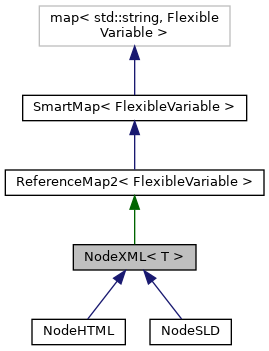 map< std::string, Flexible
Variable >
SmartMap< FlexibleVariable >
ReferenceMap2< FlexibleVariable >
NodeXML< T >
NodeHTML
NodeSLD